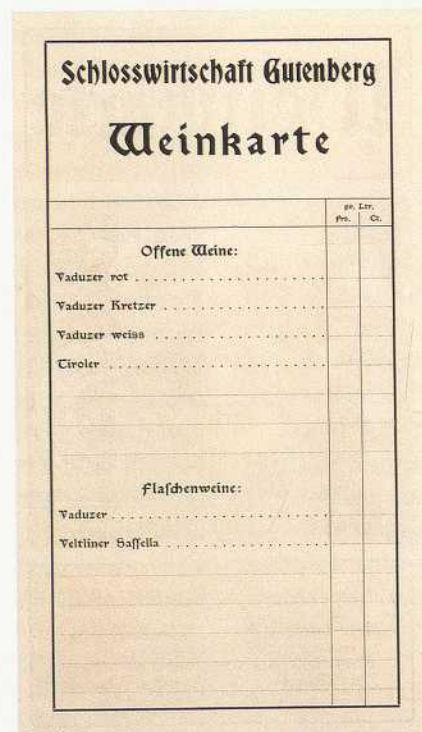 Schlosswirtschaft Gutenberg
Weinkarte
pr. Ltr.
Frs. Ct.
Offene Weine:
Vaduzer rot
Vaduzer Kretzer
Vaduzer weiss
Tiroler
Flaschenweine:
Vaduzer
Veltliner Sassella